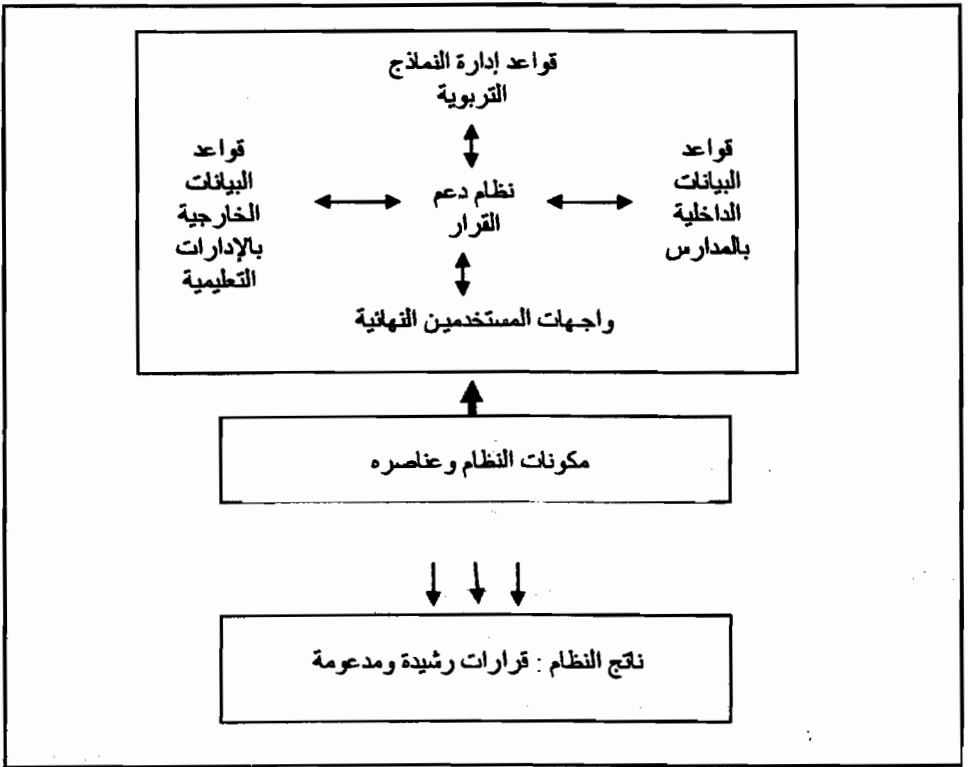 قواعد إدارة النماذج
التربوية
قواعد
البيانات
الداخلية
بالمدارس
نظام دعم
القرار
قواعد
البيانات
الخارجية
بالإدارات
التعليمية
واجهات المستخدمين النهائية
مكونات النظام وعناصره
ناتج النظام : قرارات رشيدة ومدعومة